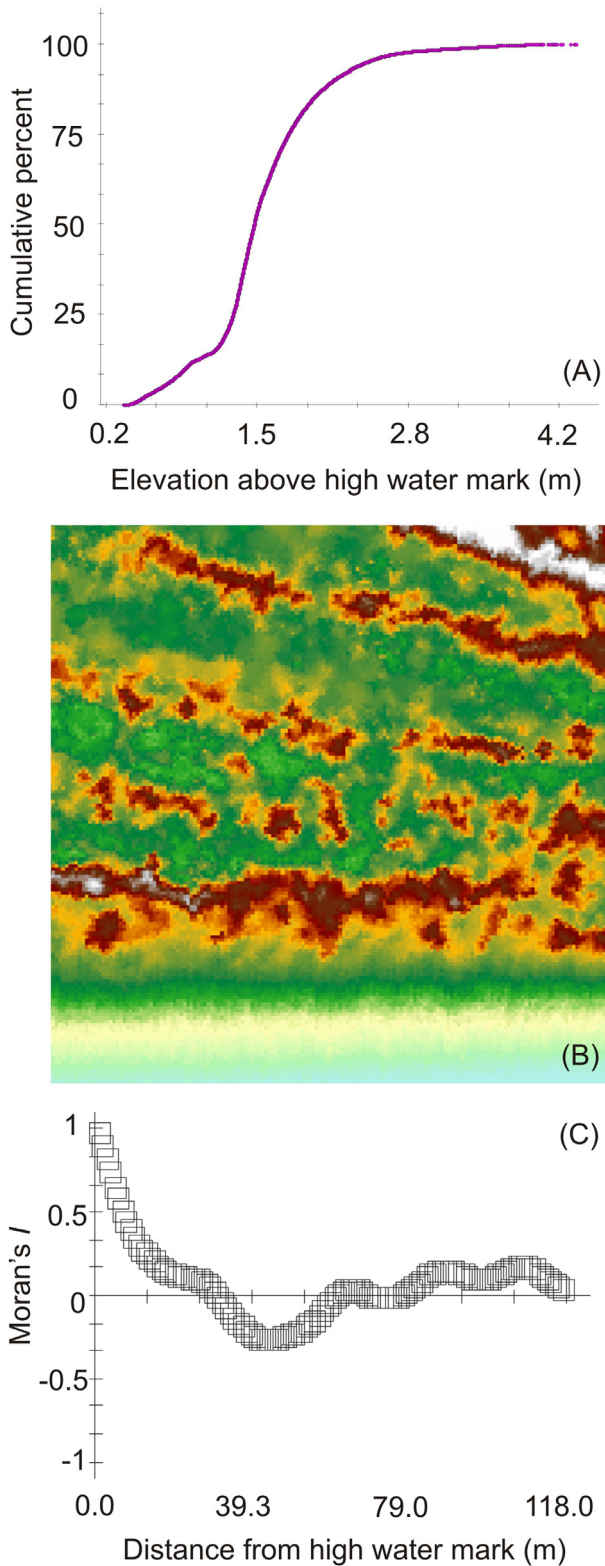 100
75
50
25
0
Cumulative percent
(A)
0.2 1.5 2.8 4.2
Elevation above high water mark (m)
(B)
(C)
1
0.5
0
-0.5
-1
Moran's I
0.0 39.3 79.0 118.0
Distance from high water mark (m)